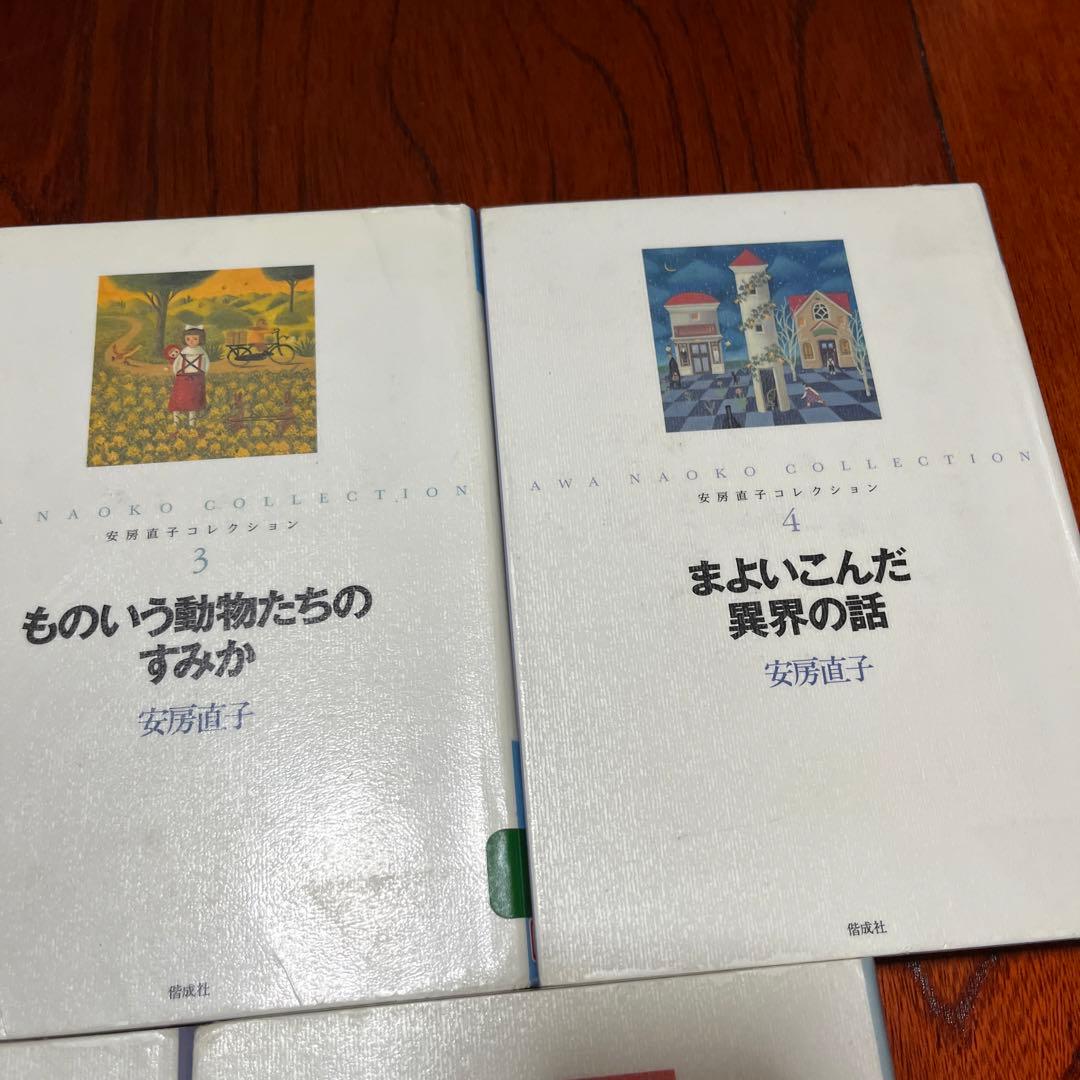 A NAOKO COLLECTION
安房直子コレクション
3
ものいう動物たちの
すみか
安房直子
偕成社
AWA NAOKO COLLECTION
安房直子コレクション
4
まよいこんだ
異界の話
安房直子
偕成社